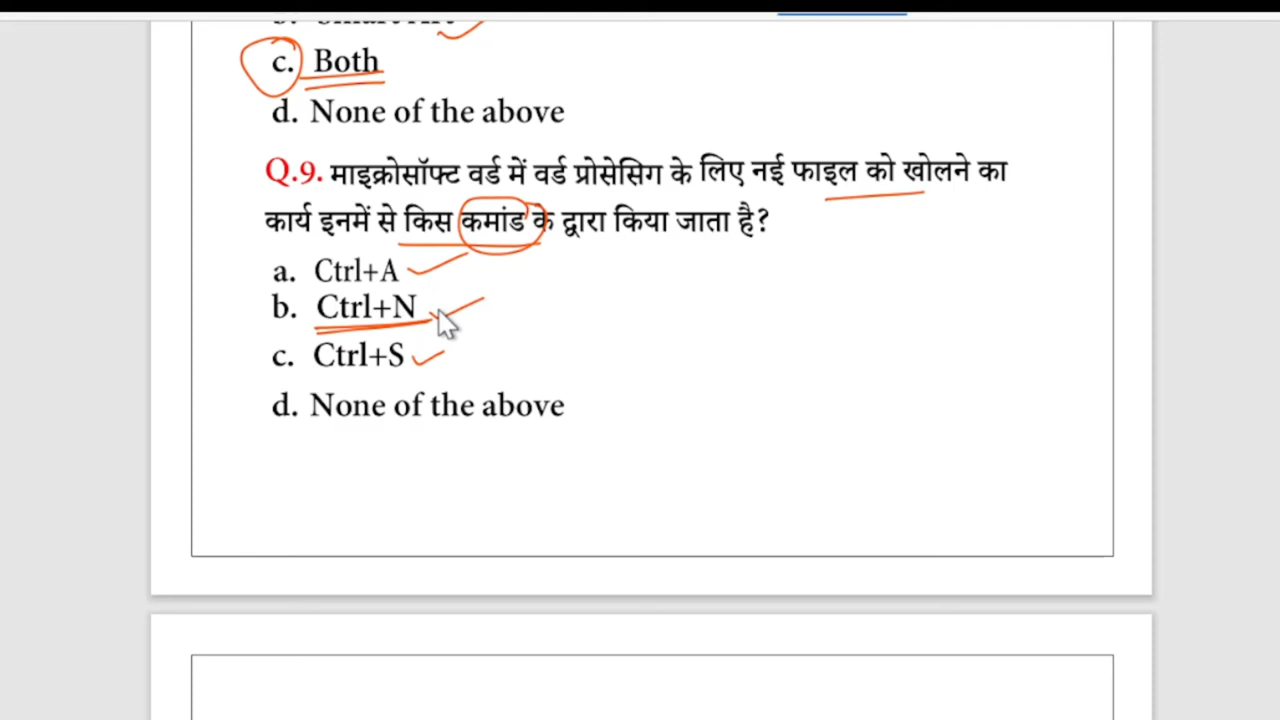 c. Both
d. None of the above
Q.9. माइक्रोसॉफ्ट वर्ड में वर्ड प्रोसेसिग के लिए नई फाइल को खोलने का
कार्य इनमें से किस कमांड के द्वारा किया जाता है?
a. Ctrl+A
b. Ctrl+N
c. Ctrl+S
d. None of the above